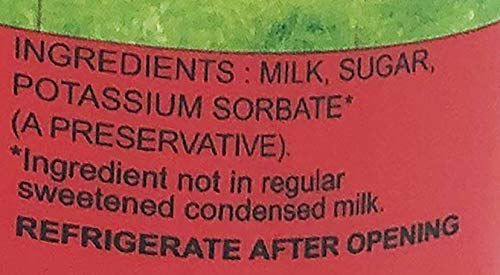 INGREDIENTS : MILK, SUGAR,
POTASSIUM SORBATE*
(A PRESERVATIVE).
*Ingredient not in regular
sweetened condensed milk.
REFRIGERATE AFTER OPENING